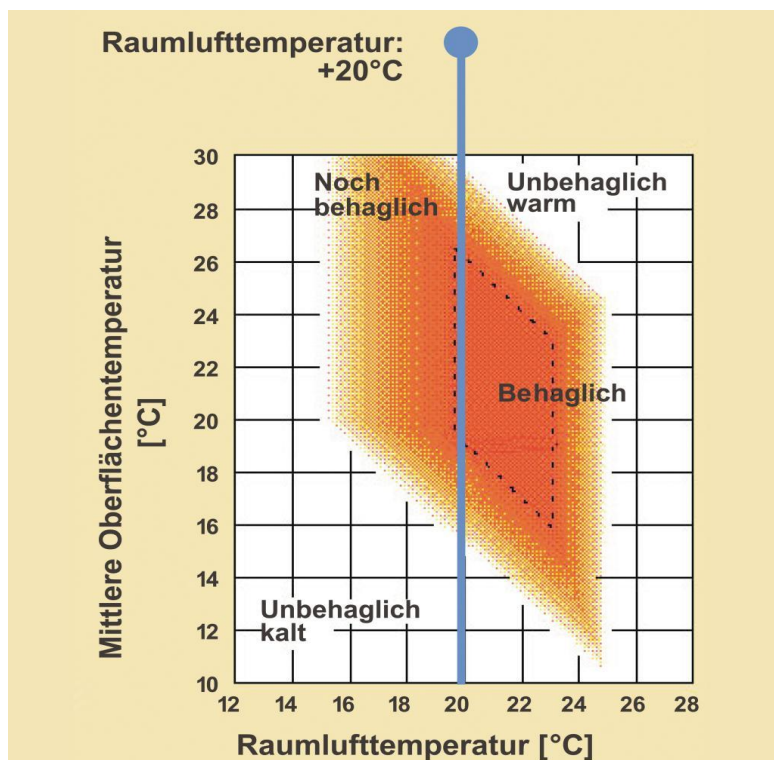 Raumlufttemperatur:
+20°C
Mittlere Oberflächentemperatur
[°C]
30
28
26
24
22
20
18
16
14
12
10
Noch
behaglich
Unbehaglich
warm
Behaglich
Unbehaglich
kalt
12 14 16 18 20 22 24 26 28
Raumlufttemperatur [°C]